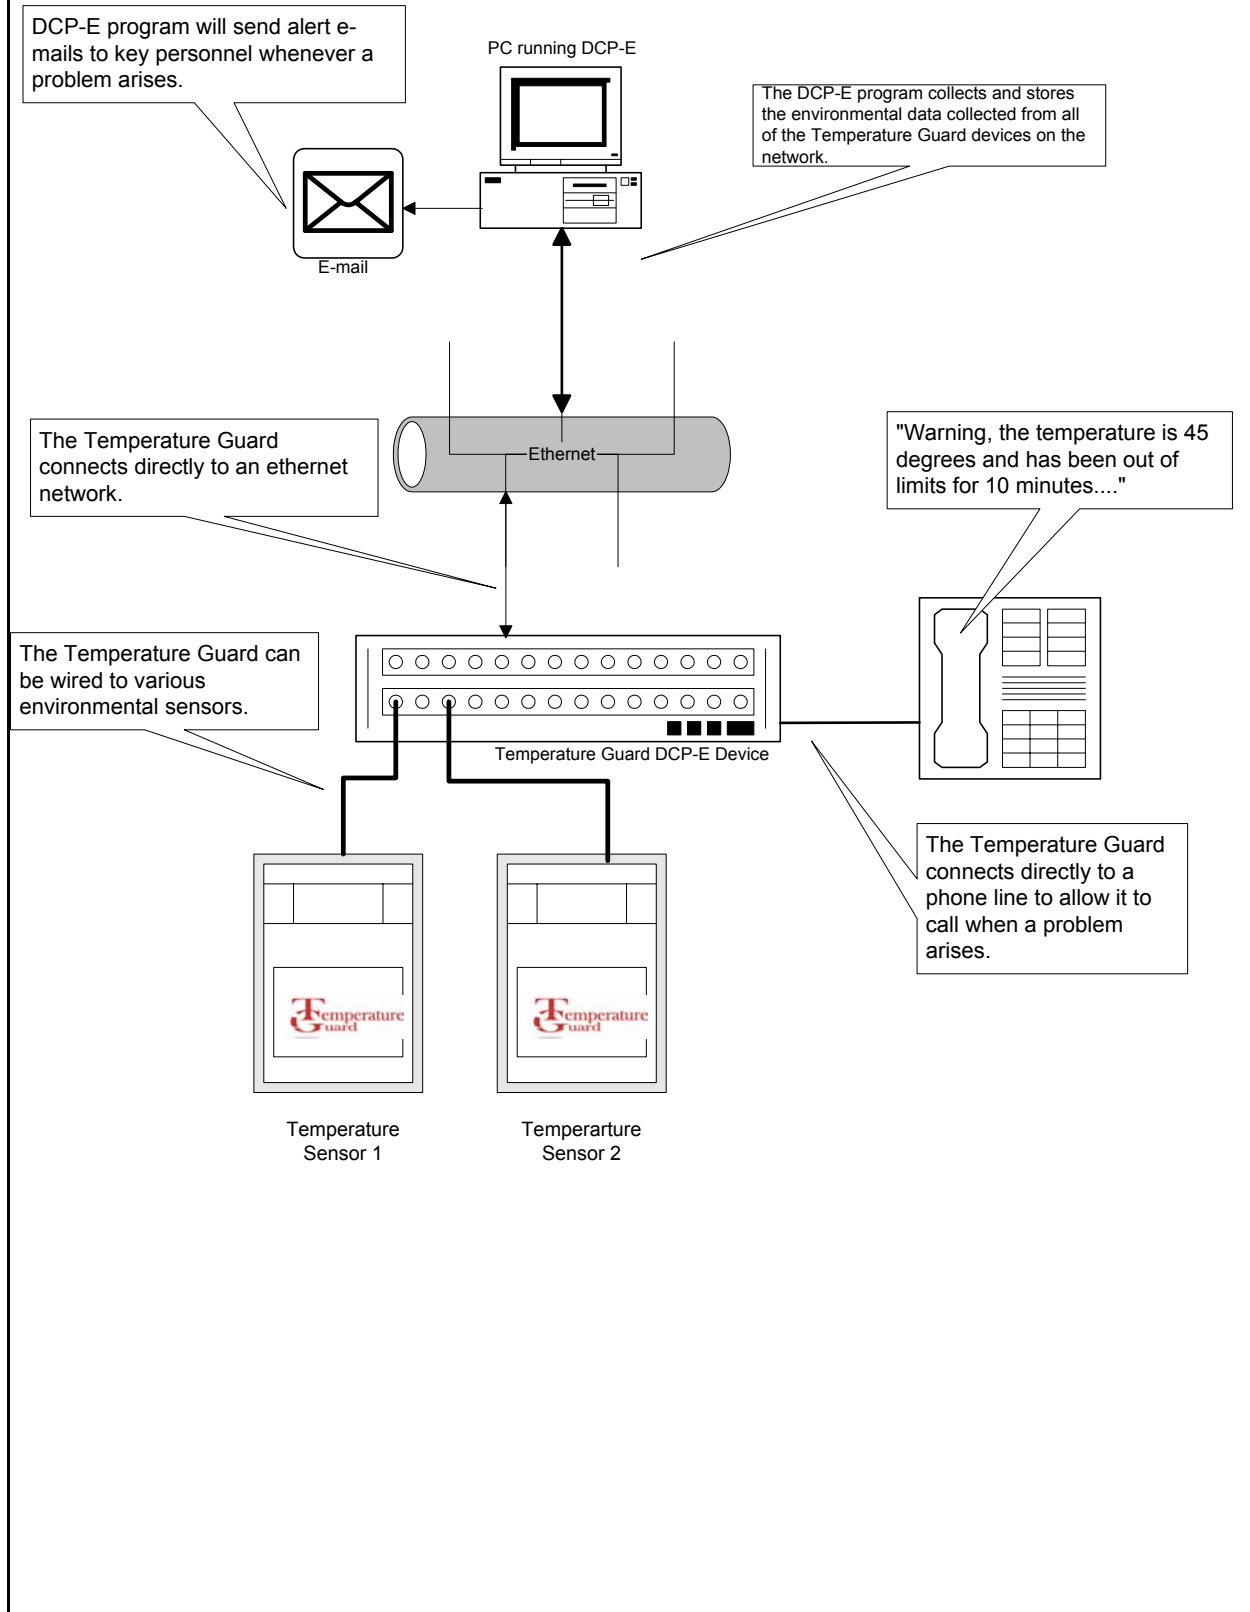 DCP-E program will send alert e-
mails to key personnel whenever a
problem arises.
PC running DCP-E
The DCP-E program collects and stores
the environmental data collected from all
of the Temperature Guard devices on the
network.
E-mail
The Temperature Guard
connects directly to an ethernet
network.
Ethernet
"Warning, the temperature is 45
degrees and has been out of
limits for 10 minutes...."
The Temperature Guard can
be wired to various
environmental sensors.
Temperature Guard DCP-E Device
The Temperature Guard
connects directly to a
phone line to allow it to
call when a problem
arises.
Temperature
Guard
Temperature
Guard
Temperature
Sensor 1
Temperarture
Sensor 2